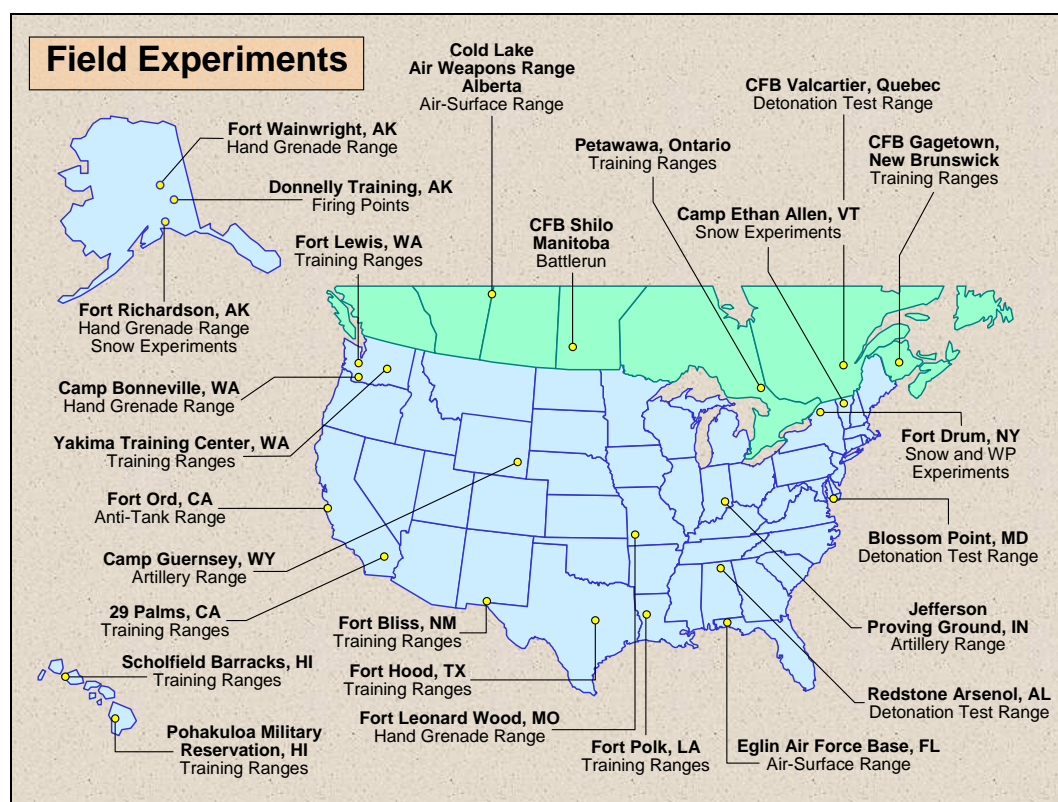 Field Experiments
Cold Lake
Air Weapons Range
Alberta
Air-Surface Range
CFB Valcartier, Quebec
Detonation Test Range
Fort Wainwright, AK
Hand Grenade Range
Petawawa, Ontario
Training Ranges
CFB Gagetown,
New Brunswick
Training Ranges
Donnelly Training, AK
Firing Points
CFB Shilo
Manitoba
Battlerun
Camp Ethan Allen, VT
Snow Experiments
Fort Lewis, WA
Training Ranges
Fort Richardson, AK
Hand Grenade Range
Snow Experiments
Camp Bonneville, WA
Hand Grenade Range
Yakima Training Center, WA
Training Ranges
Fort Drum, NY
Snow and WP
Experiments
Fort Ord, CA
Anti-Tank Range
Camp Guernsey, WY
Artillery Range
Blossom Point, MD
Detonation Test Range
29 Palms, CA
Training Ranges
Fort Bliss, NM
Training Ranges
Jefferson
Proving Ground, IN
Artillery Range
Scholfield Barracks, HI
Training Ranges
Fort Hood, TX
Training Ranges
Redstone Arsenol, AL
Detonation Test Range
Fort Leonard Wood, MO
Hand Grenade Range
Pohakuloa Military
Reservation, HI
Training Ranges
Fort Polk, LA
Training Ranges
Eglin Air Force Base, FL
Air-Surface Range